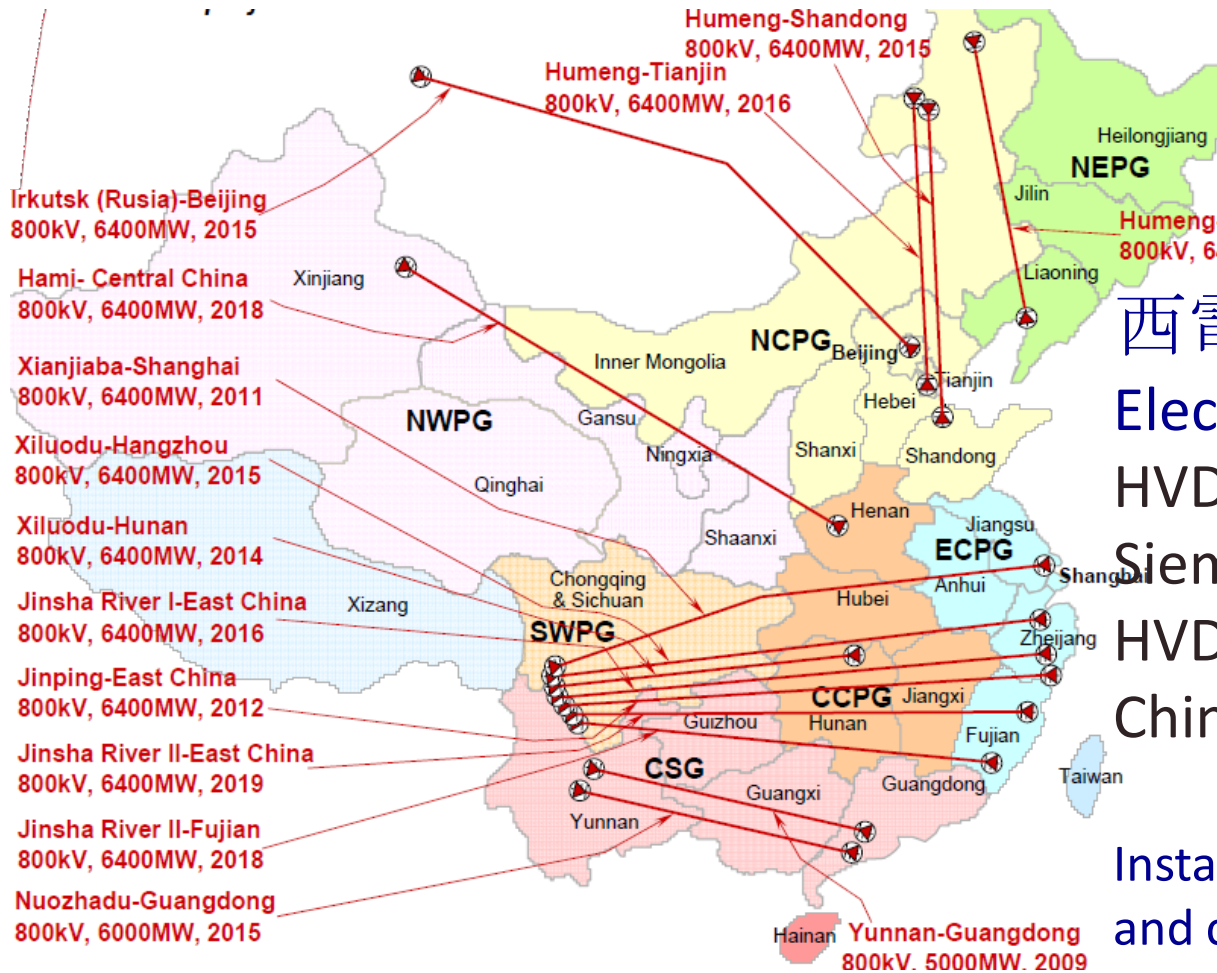 Humeng-Shandong
800kV, 6400MW, 2015
Humeng-Tianjin
800kV, 6400MW, 2016
Heilongjiang
NEPG
Jilin
Irkutsk (Rusia)-Beijing
800kV, 6400MW, 2015
Humeng-
800kV, 6
Liaoning
Hami- Central China
800kV, 6400MW, 2018
Xinjiang
NCPG
Beijing
Inner Mongolia
Tianjin
Hebei
Xianjiaba-Shanghai
800kV, 6400MW, 2011
NWPG
Gansu
Ningxia
Shanxi
Shandong
Xiluodu-Hangzhou
800kV, 6400MW, 2015
Qinghai
Henan
Jiangsu
Xiluodu-Hunan
800kV, 6400MW, 2014
Shaanxi
ECPG
Anhui
Shanghai
Chongqing
& Sichuan
Hubei
Xizang
Jinsha River I-East China
800kV, 6400MW, 2016
SWPG
Zheijang
Jinping-East China
800kV, 6400MW, 2012
CCPG
Jiangxi
Hunan
Guizhou
Fujian
Jinsha River II-East China
800kV, 6400MW, 2019
CSG
Guangxi
Guangdong
Taiwan
Yunnan
Jinsha River II-Fujian
800kV, 6400MW, 2018
Nuozhadu-Guangdong
800kV, 6000MW, 2015
Hainan
Yunnan-Guangdong
800kV, 5000MW, 2009
西電
Elec
HVD
Siem
HVD
Chin
Insta
and c